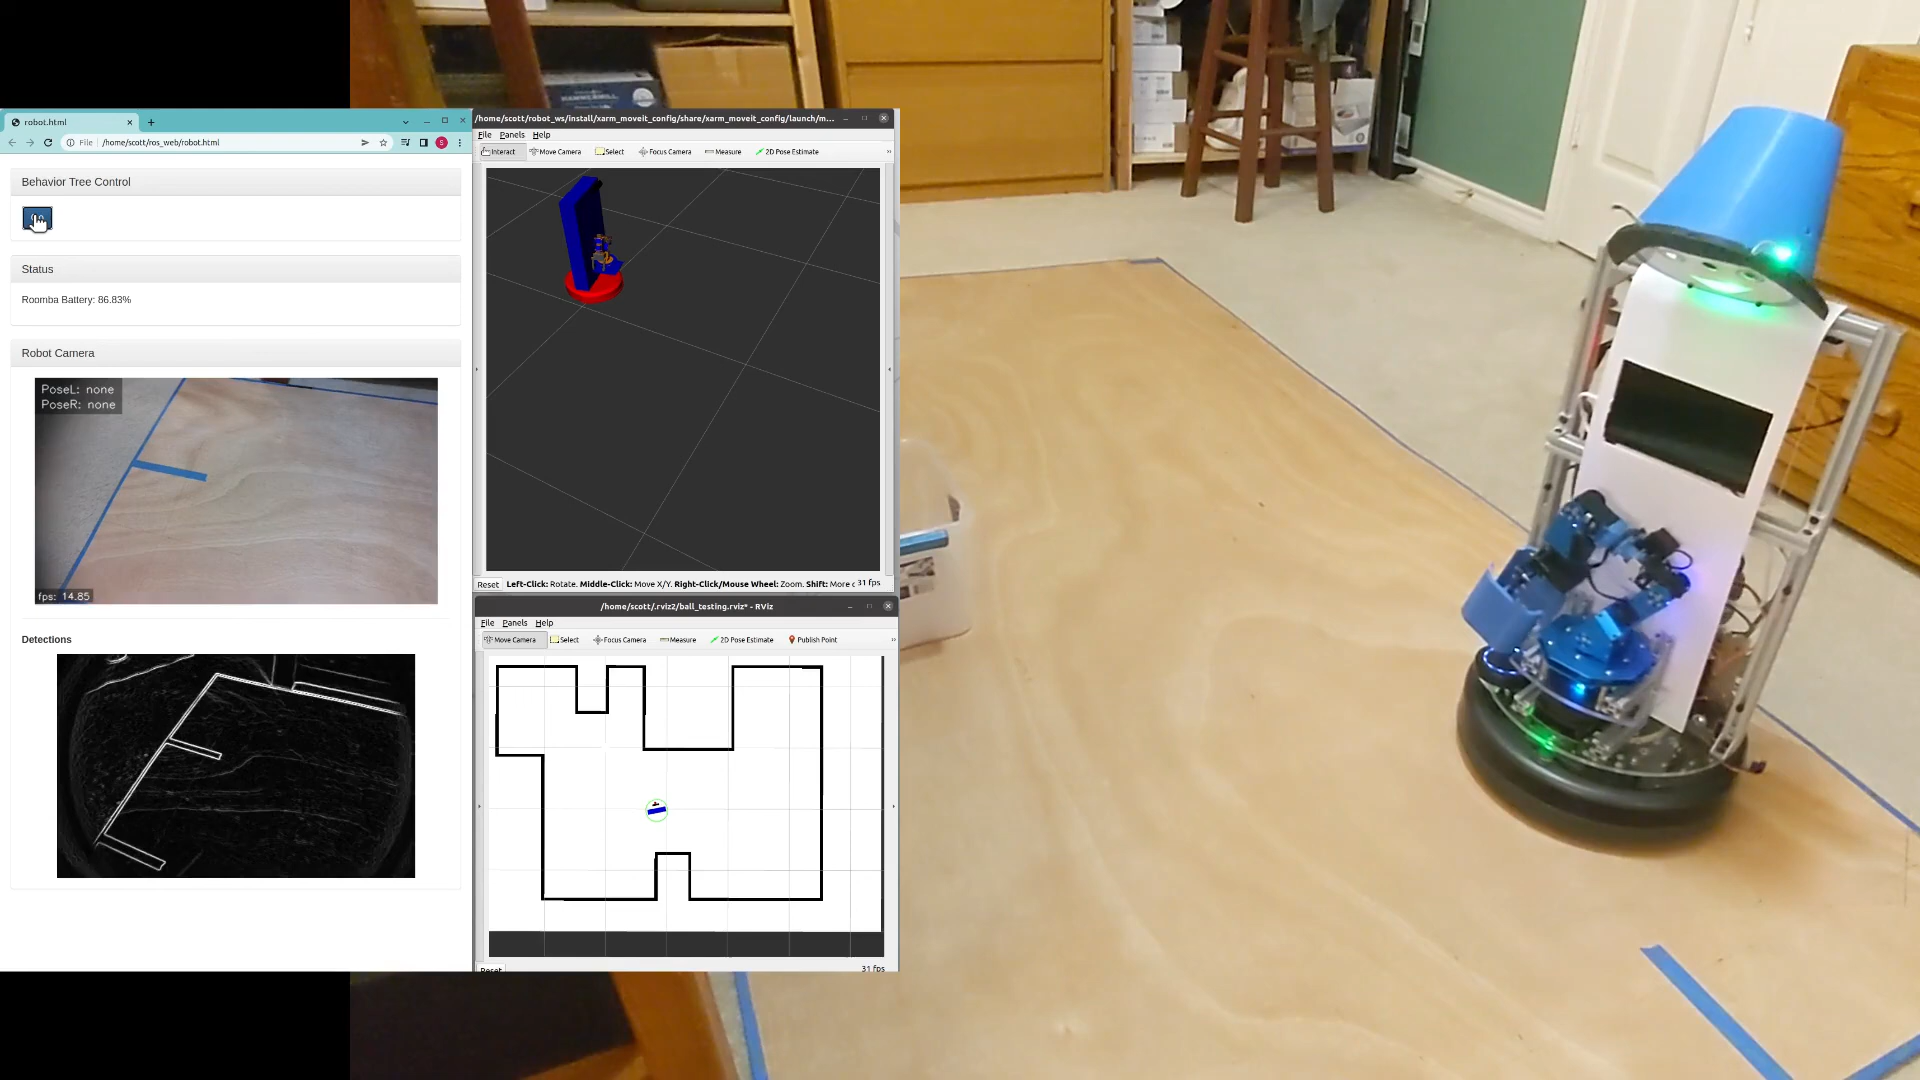 robot.html
File /home/scott/ros_web/robot.html
Behavior Tree Control
Status
Roomba Battery: 86.83%
Robot Camera
PoseL: none
PoseR: none
fps: 14.85
Detections
/home/scott/robot_ws/install/xarm_moveit_config/share/xarm_moveit_config/launch/m...
File Panels Help
Interact Move Camera Select Focus Camera Measure 2D Pose Estimate
Reset Left-Click: Rotate. Middle-Click: Move X/Y. Right-Click/Mouse Wheel: Zoom. Shift: More c 31 fps
/home/scott/.rviz2/ball_testing.rviz* - RViz
File Panels Help
Move Camera Select Focus Camera Measure 2D Pose Estimate Publish Point
Reset 31 fps
HAMMERMILL